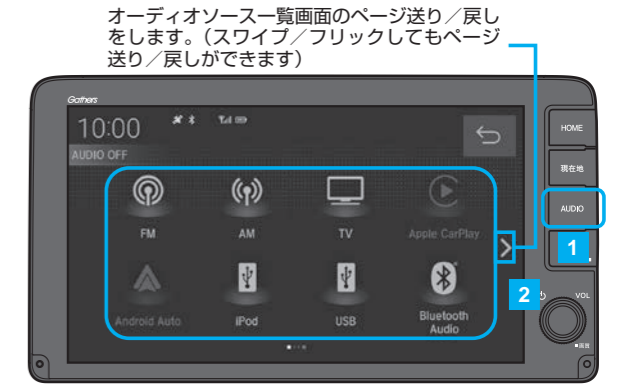 オーディオソース一覧画面のページ送り／戻し
をします。（スワイプ／フリックしてもページ
送り／戻しができます）
Gathers
10:00
AUDIO OFF
HOME
現在地
AUDIO
1
FM
AM
TV
Apple CarPlay
2
Android Auto
iPod
USB
Bluetooth
Audio
VOL
■画面